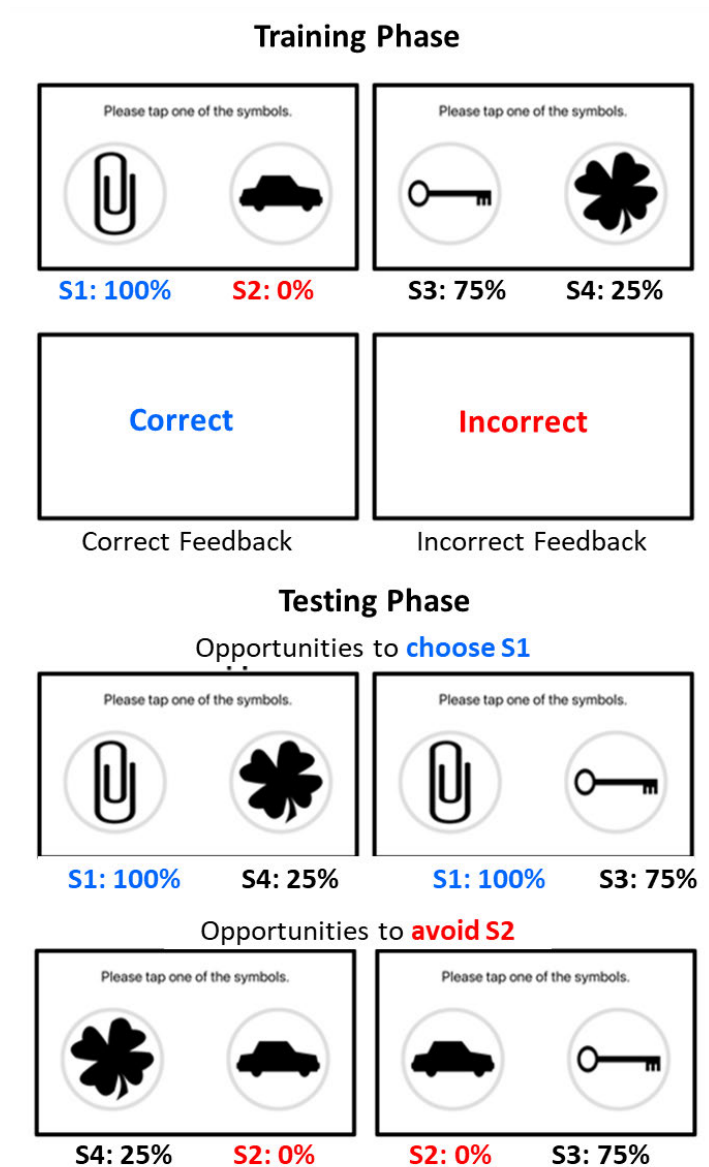 Training Phase
Please tap one of the symbols.
Please tap one of the symbols.
S1: 100%
S2: 0%
S3: 75%
S4: 25%
Correct
Incorrect
Correct Feedback
Incorrect Feedback
Testing Phase
Opportunities to choose S1
Please tap one of the symbols.
Please tap one of the symbols.
S1: 100%
S4: 25%
S1: 100%
S3: 75%
Opportunities to avoid S2
Please tap one of the symbols.
Please tap one of the symbols.
S4: 25%
S2: 0%
S2: 0%
S3: 75%